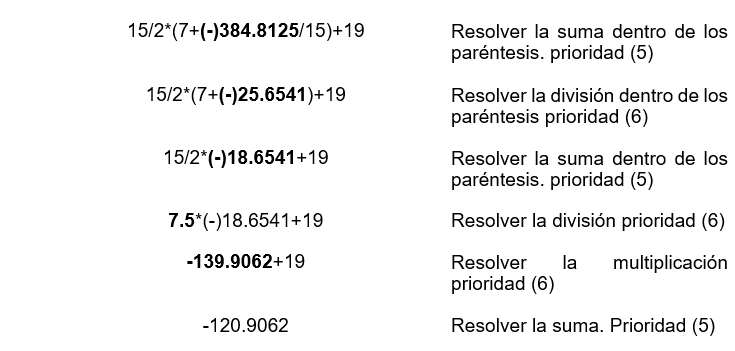 15/2*(7+(-)384.8125/15)+19
Resolver la suma dentro de los
paréntesis. prioridad (5)
15/2*(7+(-)25.6541)+19
Resolver la división dentro de los
paréntesis prioridad (6)
15/2*(-)18.6541+19
Resolver la suma dentro de los
paréntesis. prioridad (5)
7.5*(-)18.6541+19
Resolver la división prioridad (6)
-139.9062+19
Resolver la multiplicación
prioridad (6)
-120.9062
Resolver la suma. Prioridad (5)